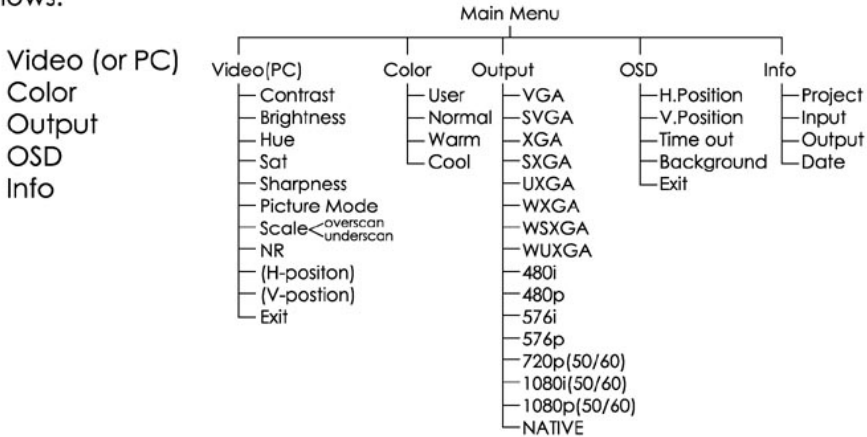 Video (or PC)
Color
Output
OSD
Info
Main Menu
Video(PC)
Contrast
Brightness
Hue
Sat
Sharpness
Picture Mode
Scale<overscan
underscan
NR
(H-positon)
(V-postion)
Exit
Color
User
Normal
Warm
Cool
Output
VGA
SVGA
XGA
SXGA
UXGA
WXGA
WSXGA
WUXGA
480i
480p
576i
576p
720p(50/60)
1080i(50/60)
1080p(50/60)
NATIVE
OSD
H.Position
V.Position
Time out
Background
Exit
Info
Project
Input
Output
Date